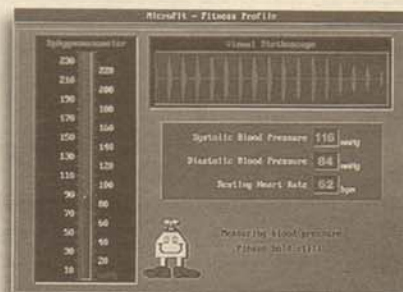 MicroFit - Fitness Profile
Sphygmomanometer
Visual Stethoscope
230
220
210
200
190
180
170
160
150
140
130
120
110
100
90
80
70
60
50
40
30
20
10
Systolic Blood Pressure 116 mmHg
Diastolic Blood Pressure 84 mmHg
Resting Heart Rate 62 bpm
Measuring blood pressure
Please hold still